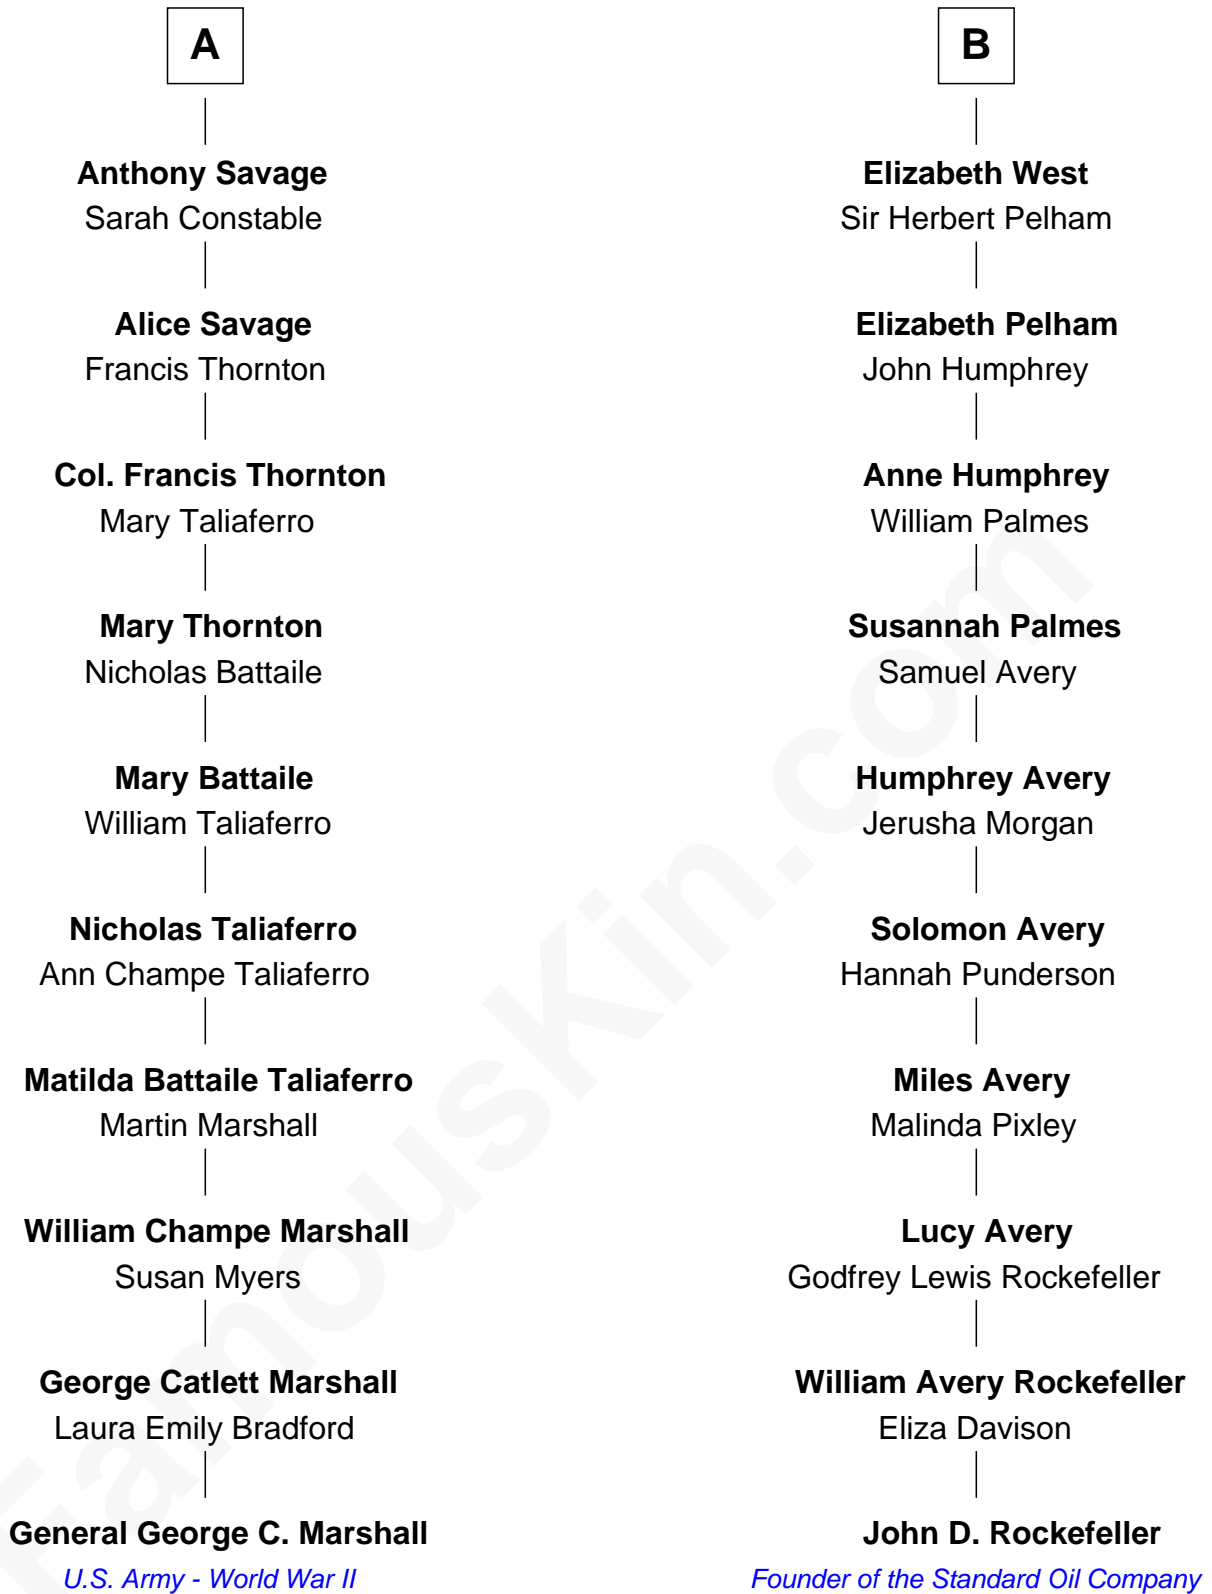 A
Anthony Savage
Sarah Constable
Alice Savage
Francis Thornton
Col. Francis Thornton
Mary Taliaferro
Mary Thornton
Nicholas Battaile
Mary Battaile
William Taliaferro
Nicholas Taliaferro
Ann Champe Taliaferro
Matilda Battaile Taliaferro
Martin Marshall
William Champe Marshall
Susan Myers
George Catlett Marshall
Laura Emily Bradford
General George C. Marshall
U.S. Army - World War II
B
Elizabeth West
Sir Herbert Pelham
Elizabeth Pelham
John Humphrey
Anne Humphrey
William Palmes
Susannah Palmes
Samuel Avery
Humphrey Avery
Jerusha Morgan
Solomon Avery
Hannah Punderson
Miles Avery
Malinda Pixley
Lucy Avery
Godfrey Lewis Rockefeller
William Avery Rockefeller
Eliza Davison
John D. Rockefeller
Founder of the Standard Oil Company
FamousKin.com